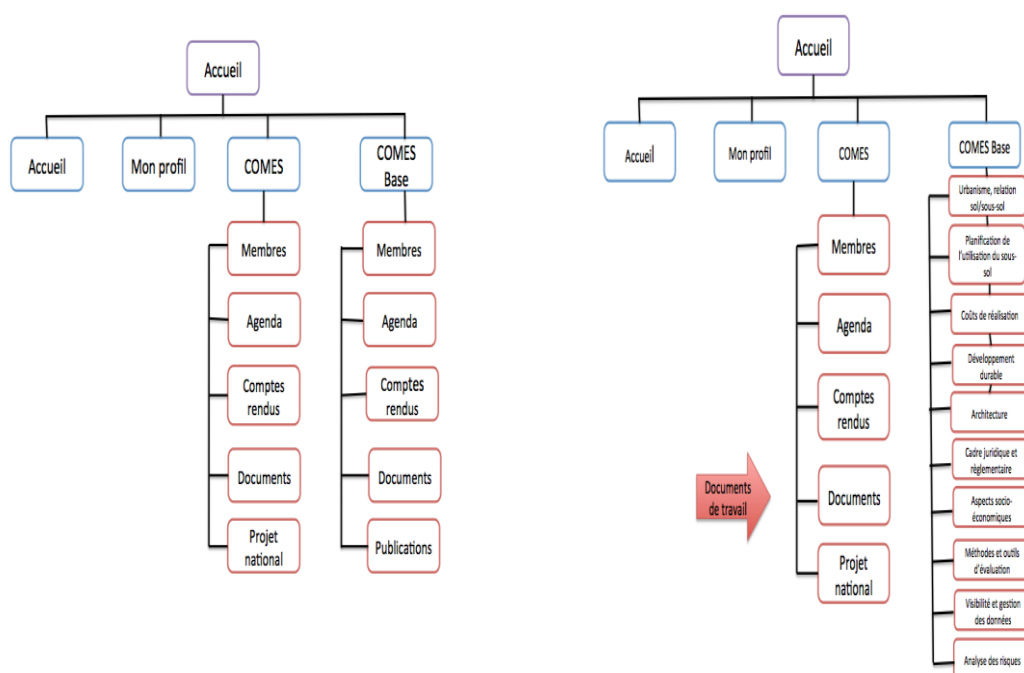 Accueil
Accueil
Mon profil
COMES
COMES
Base
Membres
Agenda
Comptes
rendus
Documents
Projet
national
Membres
Agenda
Comptes
rendus
Documents
Publications
Accueil
Accueil
Mon profil
COMES
COMES Base
Membres
Agenda
Comptes
rendus
Documents
Projet
national
Documents
de travail
Urbanisme, relation
sol/sous-sol
Planification de
l'utilisation du sous-
sol
Coûts de réalisation
Développement
durable
Architecture
Cadre juridique et
règlementaire
Aspects socio-
économiques
Méthodes et outils
d'évaluation
Visibilité et gestion
des données
Analyse des risques